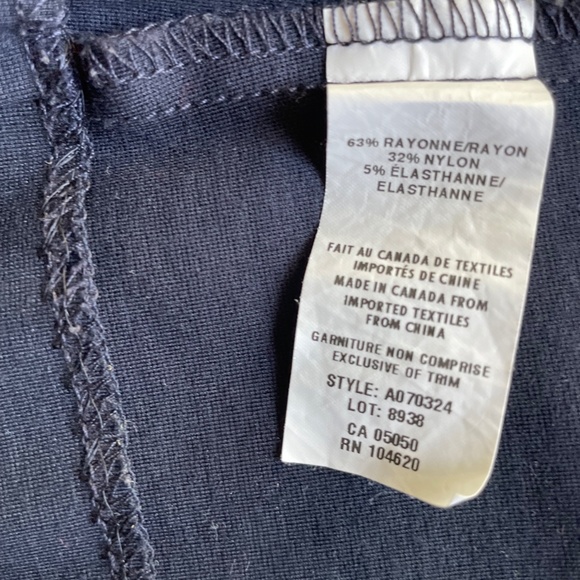 63% RAYONNE/RAYON
32% NYLON
5% ÉLASTHANNE/
ELASTHANNE
FAIT AU CANADA DE TEXTILES
IMPORTÉS DE CHINE
MADE IN CANADA FROM
IMPORTED TEXTILES
FROM CHINA
GARNITURE NON COMPRISE
EXCLUSIVE OF TRIM
STYLE: A070324
LOT: 8938
CA 05050
RN 104620